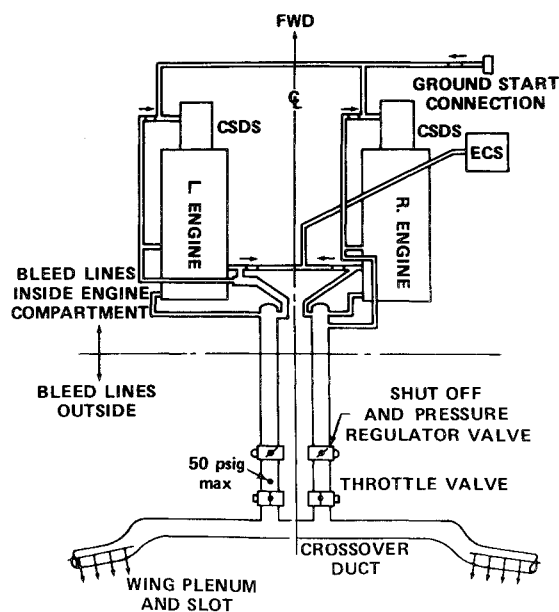 FWD
GROUND START
CONNECTION
℄
CSDS
CSDS
ECS
L. ENGINE
R. ENGINE
BLEED LINES
INSIDE ENGINE
COMPARTMENT
BLEED LINES
OUTSIDE
SHUT OFF
AND PRESSURE
REGULATOR VALVE
50 psig
max
THROTTLE VALVE
CROSSOVER
DUCT
WING PLENUM
AND SLOT